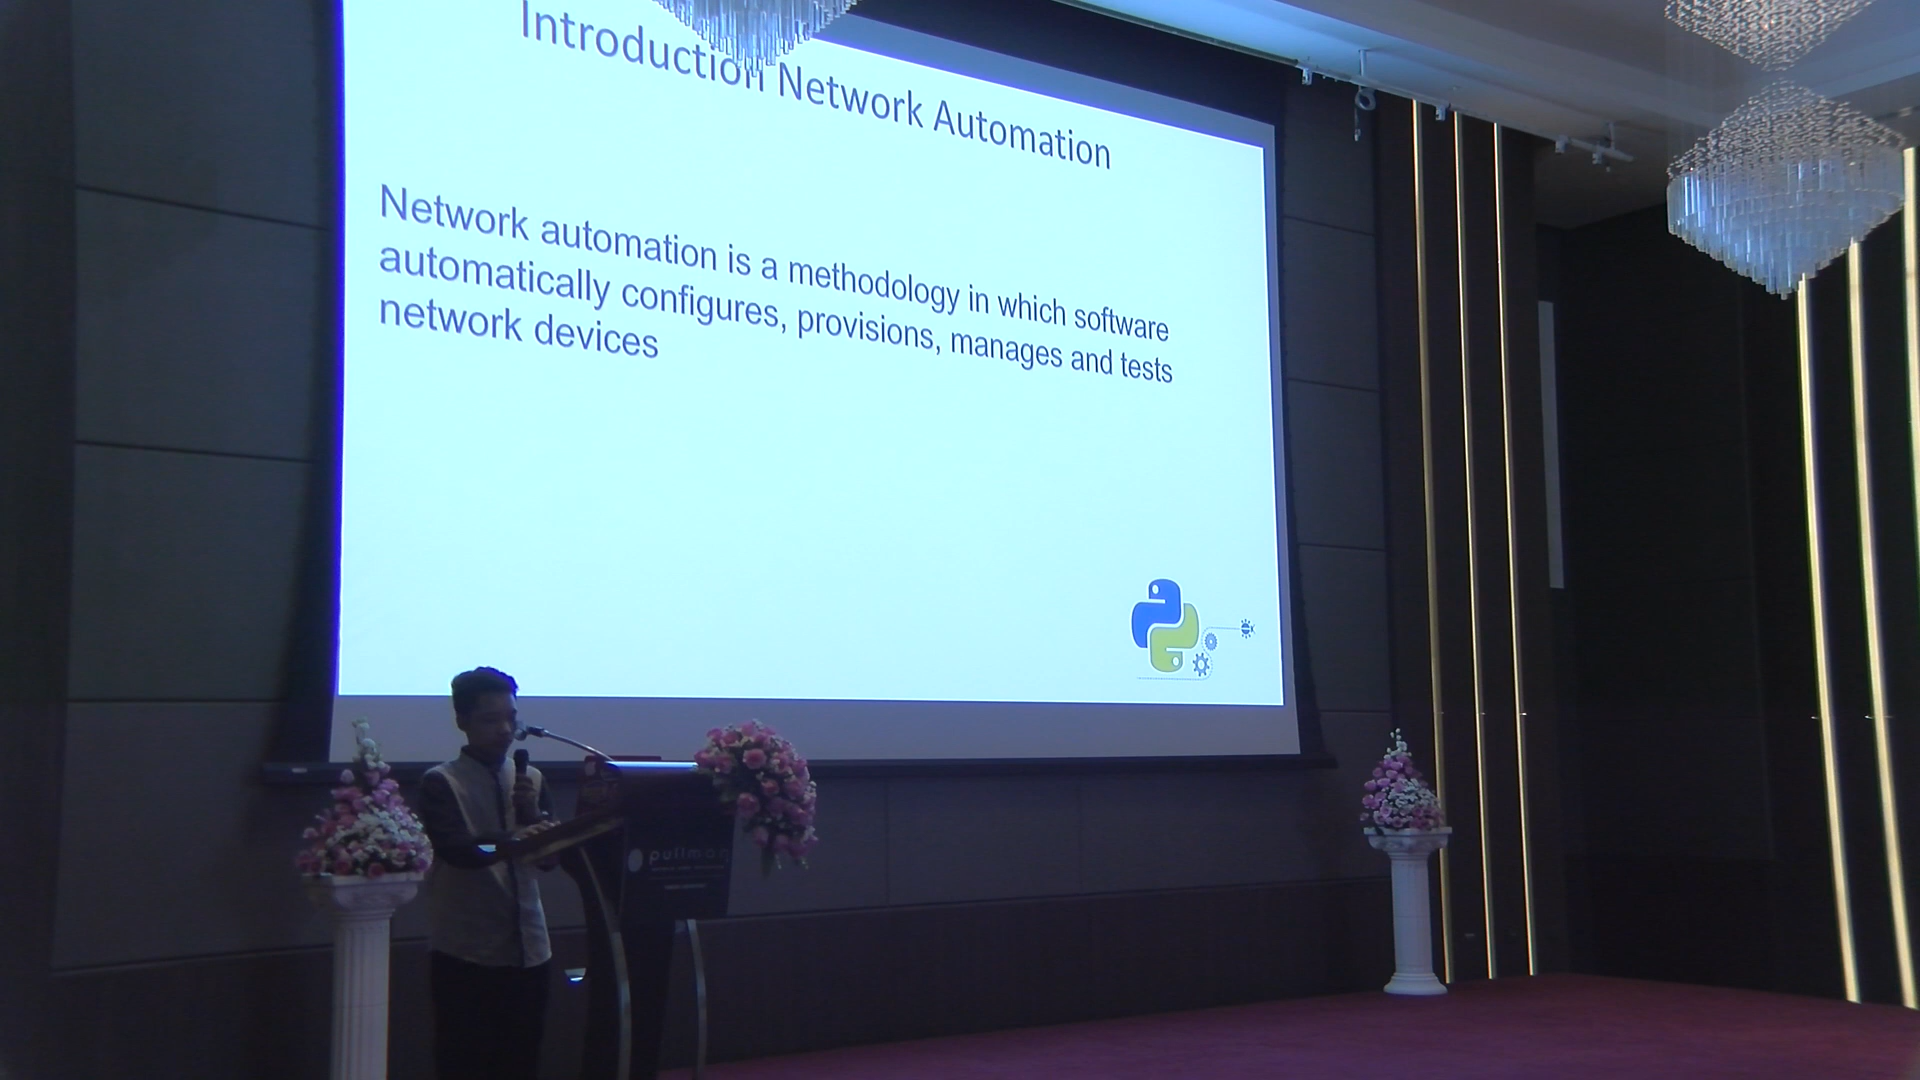 Introduction Network Automation
Network automation is a methodology in which software
automatically configures, provisions, manages and tests
network devices
pullman